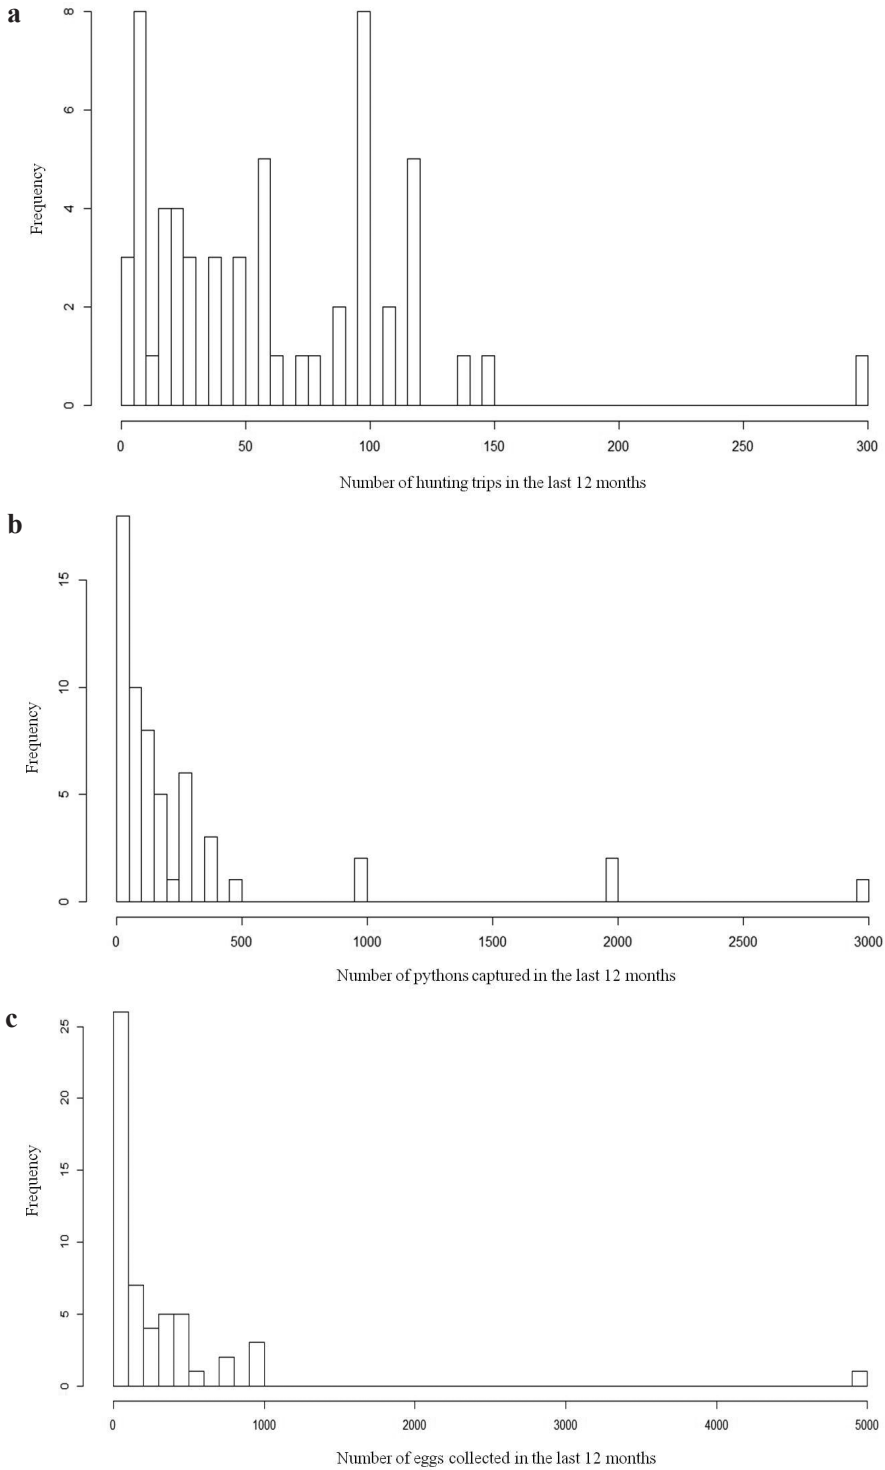 a
8
6
4
2
0
Frequency
0 50 100 150 200 250 300
Number of hunting trips in the last 12 months
b
15
10
5
0
Frequency
0 500 1000 1500 2000 2500 3000
Number of pythons captured in the last 12 months
c
25
20
15
10
5
0
Frequency
0 1000 2000 3000 4000 5000
Number of eggs collected in the last 12 months